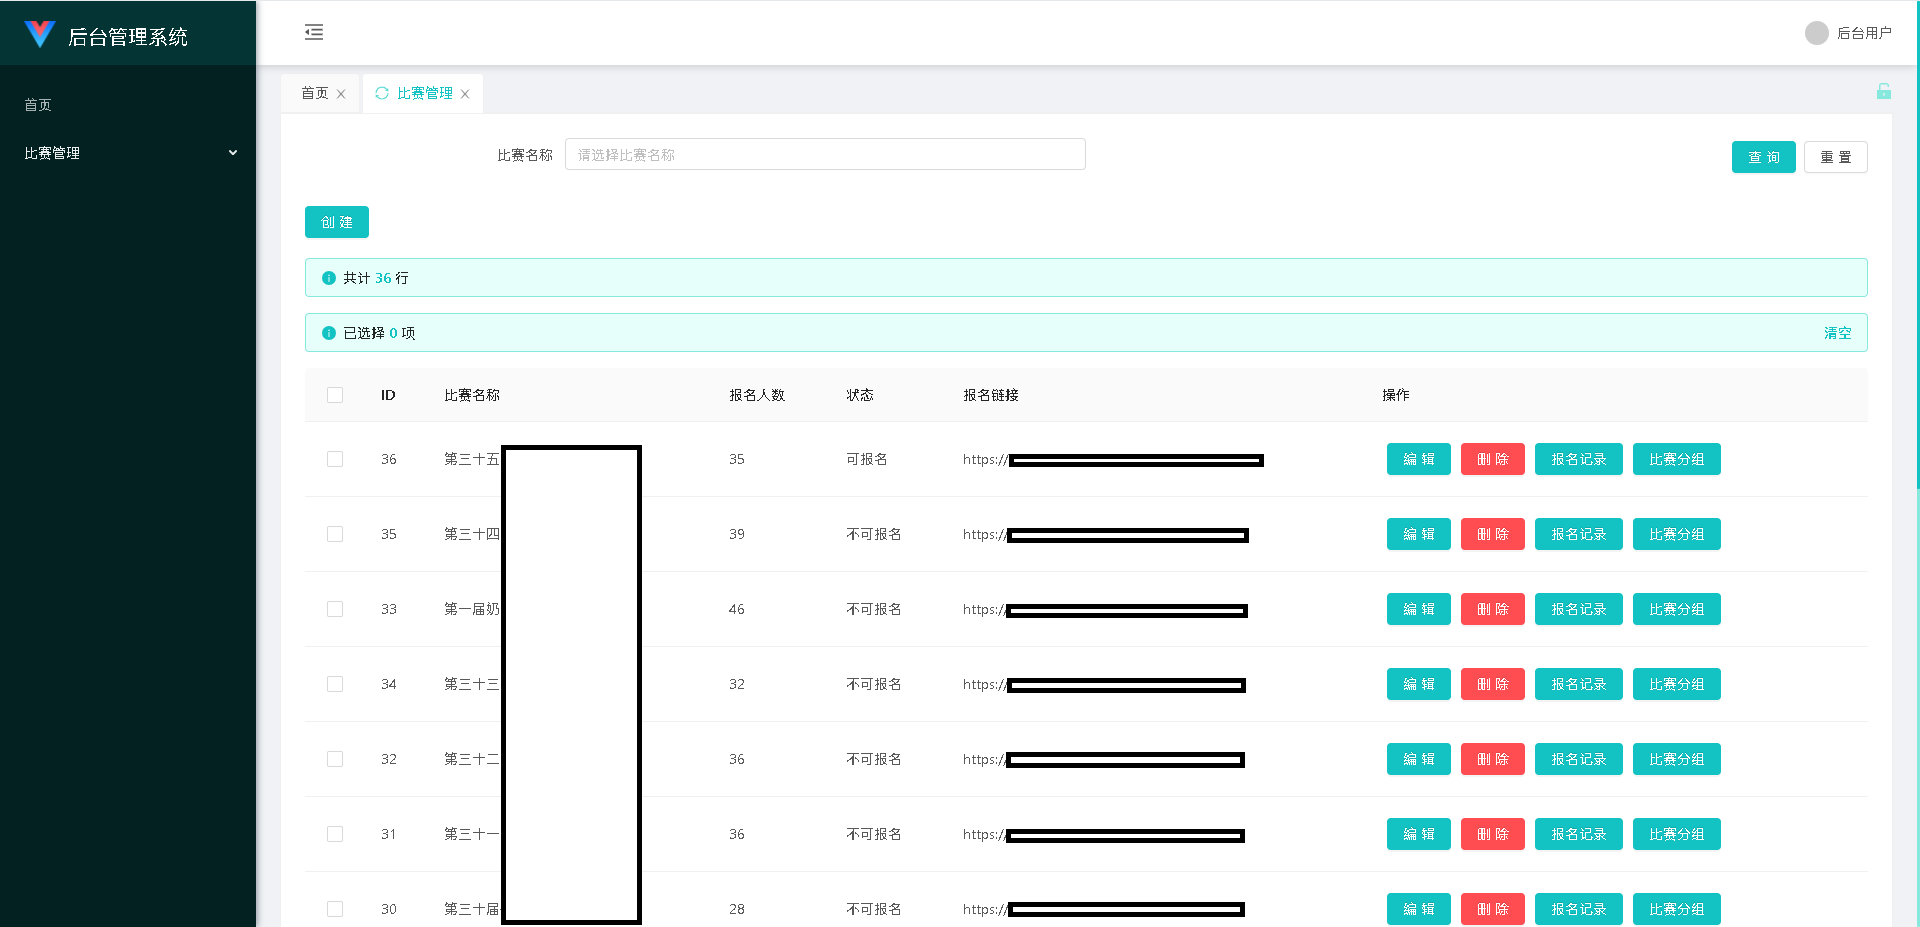 后台管理系统
后台用户
首页
比赛管理
首页
比赛管理
比赛名称 请选择比赛名称 查 询 重 置
创 建
共计 36 行
已选择 0 项 清空
ID 比赛名称 报名人数 状态 报名链接 操作
36 第三十五 35 可报名 https:// 编 辑 删 除 报名记录 比赛分组
35 第三十四 39 不可报名 https:// 编 辑 删 除 报名记录 比赛分组
33 第一届奶 46 不可报名 https:// 编 辑 删 除 报名记录 比赛分组
34 第三十三 32 不可报名 https:// 编 辑 删 除 报名记录 比赛分组
32 第三十二 36 不可报名 https:// 编 辑 删 除 报名记录 比赛分组
31 第三十一 36 不可报名 https:// 编 辑 删 除 报名记录 比赛分组
30 第三十届 28 不可报名 https:// 编 辑 删 除 报名记录 比赛分组